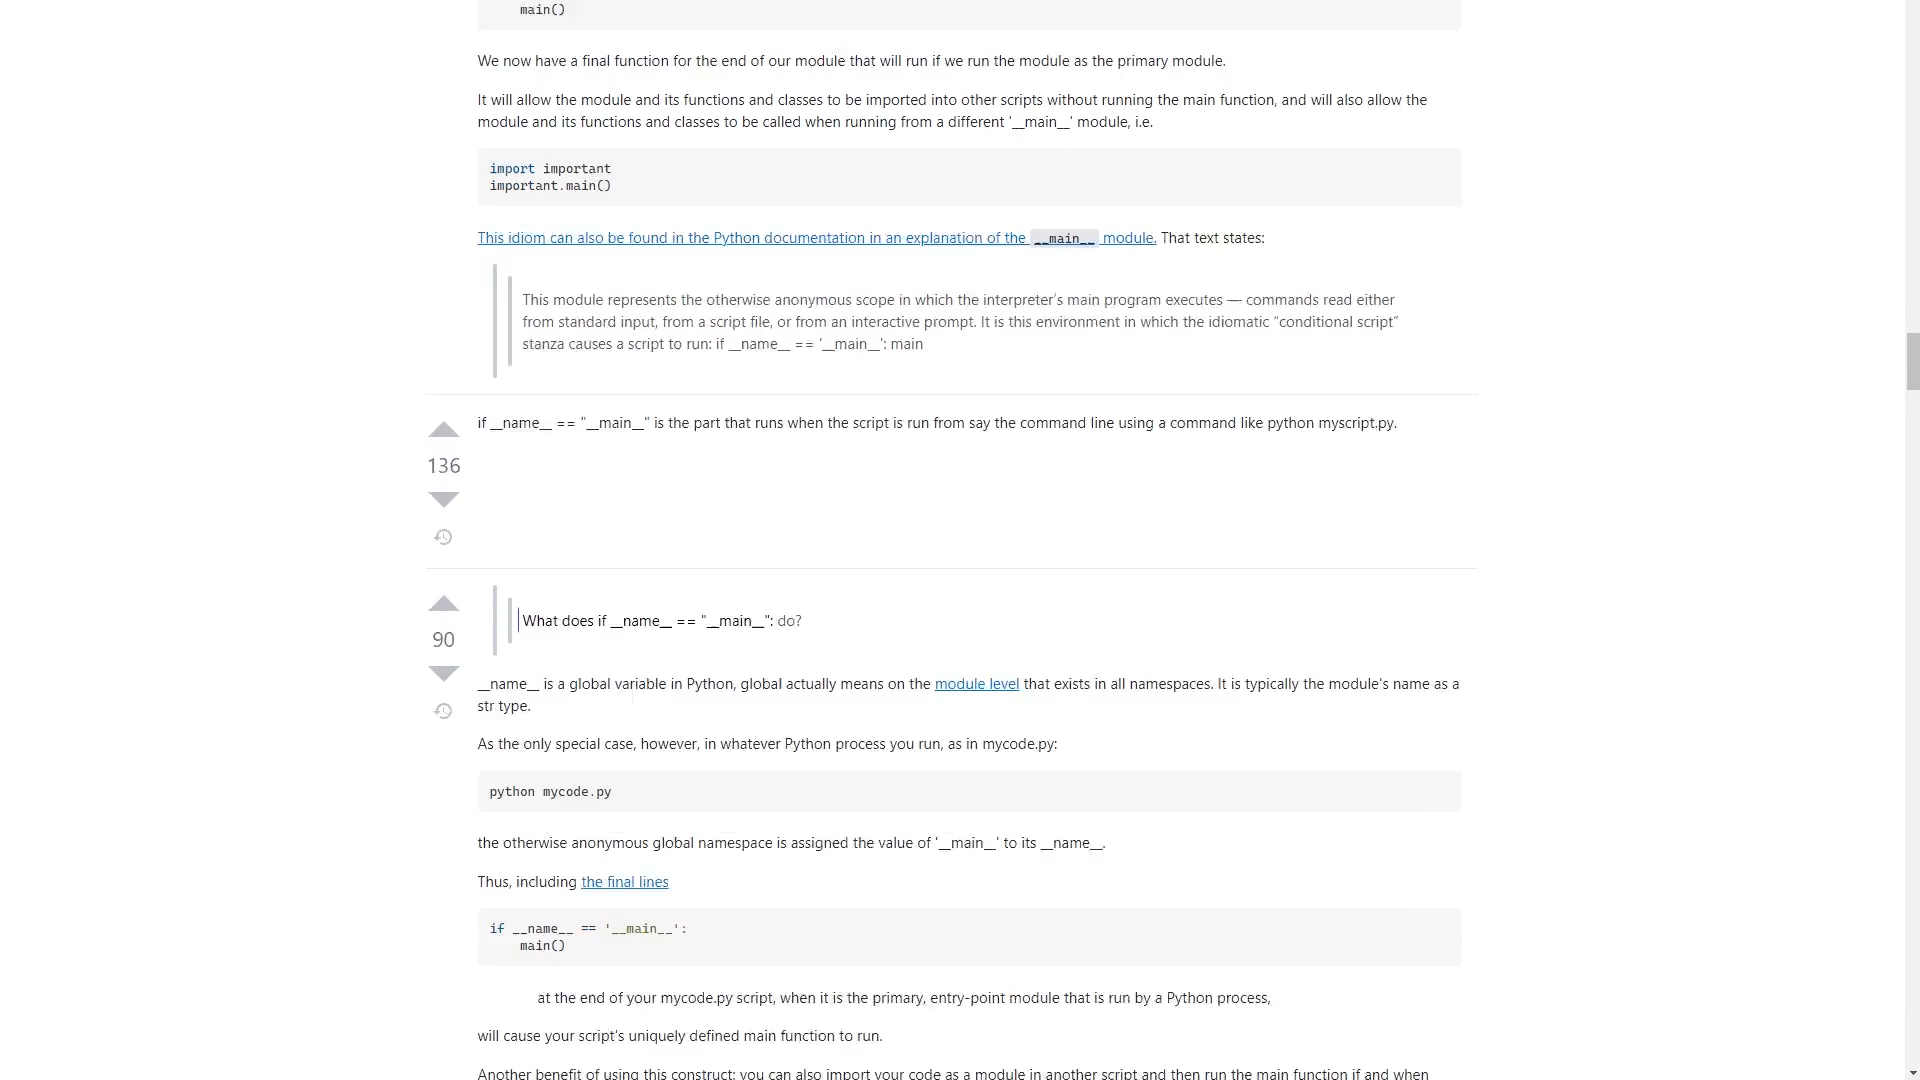 main()
We now have a final function for the end of our module that will run if we run the module as the primary module.
It will allow the module and its functions and classes to be imported into other scripts without running the main function, and will also allow the
module and its functions and classes to be called when running from a different '__main__' module, i.e.
import important
important.main()
This idiom can also be found in the Python documentation in an explanation of the __main__ module. That text states:
This module represents the otherwise anonymous scope in which the interpreter's main program executes — commands read either
from standard input, from a script file, or from an interactive prompt. It is this environment in which the idiomatic “conditional script”
stanza causes a script to run: if __name__ == '__main__': main
if __name__ == "__main__" is the part that runs when the script is run from say the command line using a command like python myscript.py.
136
What does if __name__ == "__main__": do?
90
__name__ is a global variable in Python, global actually means on the module level that exists in all namespaces. It is typically the module's name as a
str type.
As the only special case, however, in whatever Python process you run, as in mycode.py:
python mycode.py
the otherwise anonymous global namespace is assigned the value of '__main__' to its __name__.
Thus, including the final lines
if __name__ == '__main__':
main()
at the end of your mycode.py script, when it is the primary, entry-point module that is run by a Python process,
will cause your script's uniquely defined main function to run.
Another benefit of using this construct: you can also import your code as a module in another script and then run the main function if and when